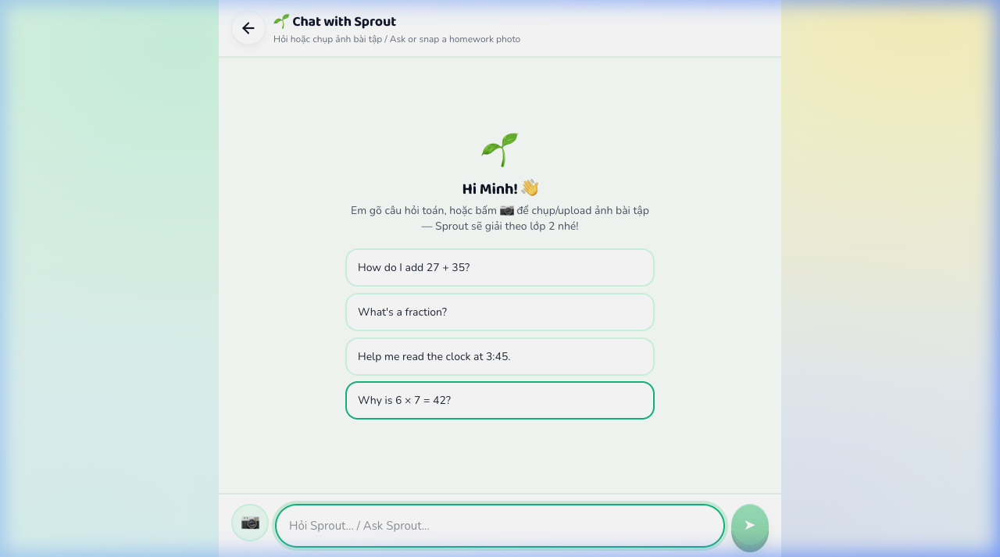 🌱 Chat with Sprout
Hỏi hoặc chụp ảnh bài tập / Ask or snap a homework photo
Hi Minh! 👋
Em gõ câu hỏi toán, hoặc bấm 📷 để chụp/upload ảnh bài tập
— Sprout sẽ giải theo lớp 2 nhé!
How do I add 27 + 35?
What's a fraction?
Help me read the clock at 3:45.
Why is 6 × 7 = 42?
Hỏi Sprout... / Ask Sprout...